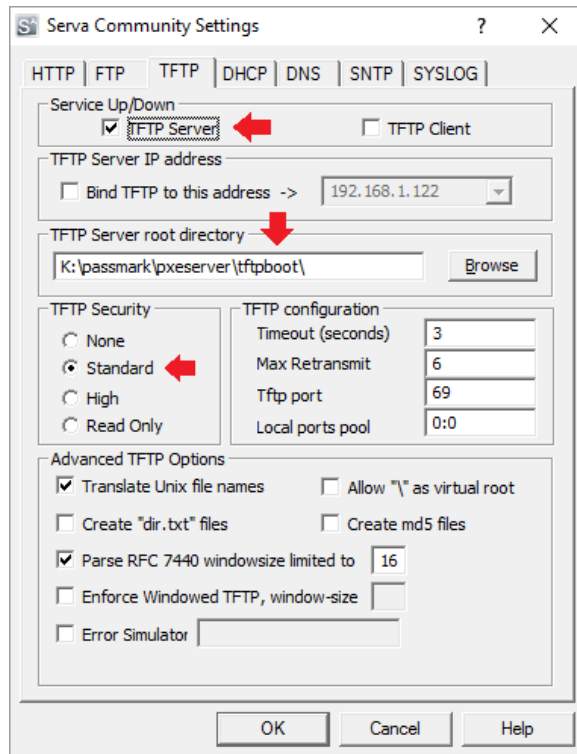 Serva Community Settings ? X
HTTP FTP TFTP DHCP DNS SNTP SYSLOG
Service Up/Down
TFTP Server TFTP Client
TFTP Server IP address
Bind TFTP to this address -> 192.168.1.122
TFTP Server root directory
K:\passmark\pxeserver\tftpboot\ Browse
TFTP Security TFTP configuration
None Timeout (seconds) 3
Standard Max Retransmit 6
High Tftp port 69
Read Only Local ports pool 0:0
Advanced TFTP Options
Translate Unix file names Allow "\" as virtual root
Create "dir.txt" files Create md5 files
Parse RFC 7440 windowsize limited to 16
Enforce Windowed TFTP, window-size
Error Simulator
OK Cancel Help